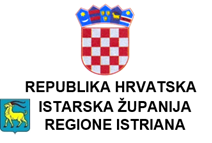 REPUBLIKA HRVATSKA
ISTARSKA ŽUPANIJA
REGIONE ISTRIANA